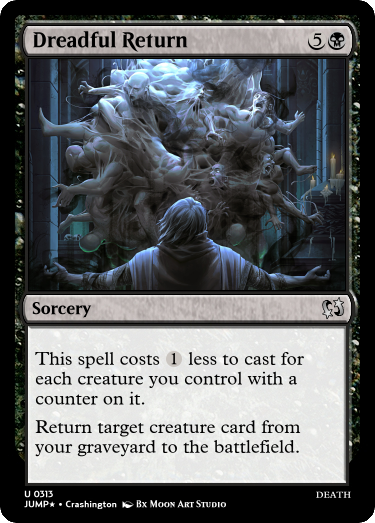 Dreadful Return 5
Sorcery
This spell costs 1 less to cast for
each creature you control with a
counter on it.
Return target creature card from
your graveyard to the battlefield.
U 0313 DEATH
JUMP★ • Crashington Bx Moon Art Studio